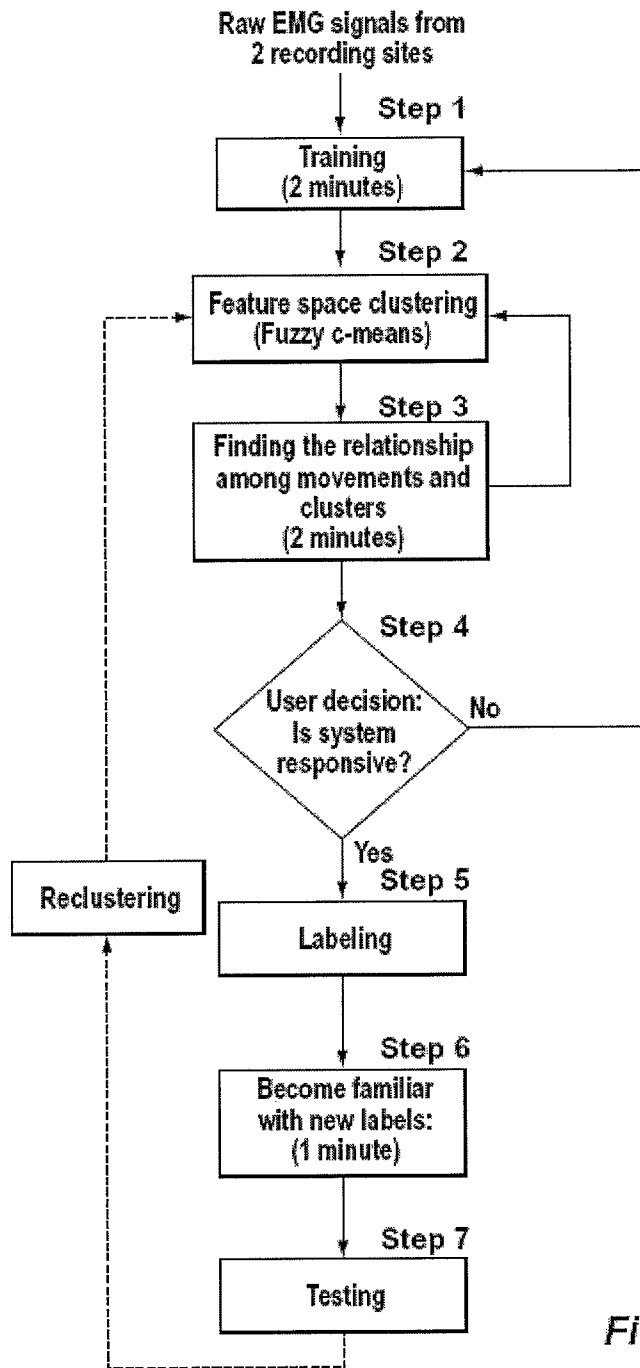 Raw EMG signals from
2 recording sites
Step 1
Training
(2 minutes)
Step 2
Feature space clustering
(Fuzzy c-means)
Step 3
Finding the relationship
among movements and
clusters
(2 minutes)
Step 4
User decision:
Is system
responsive?
No
Yes
Step 5
Reclustering
Labeling
Step 6
Become familiar
with new labels:
(1 minute)
Step 7
Testing
Fi